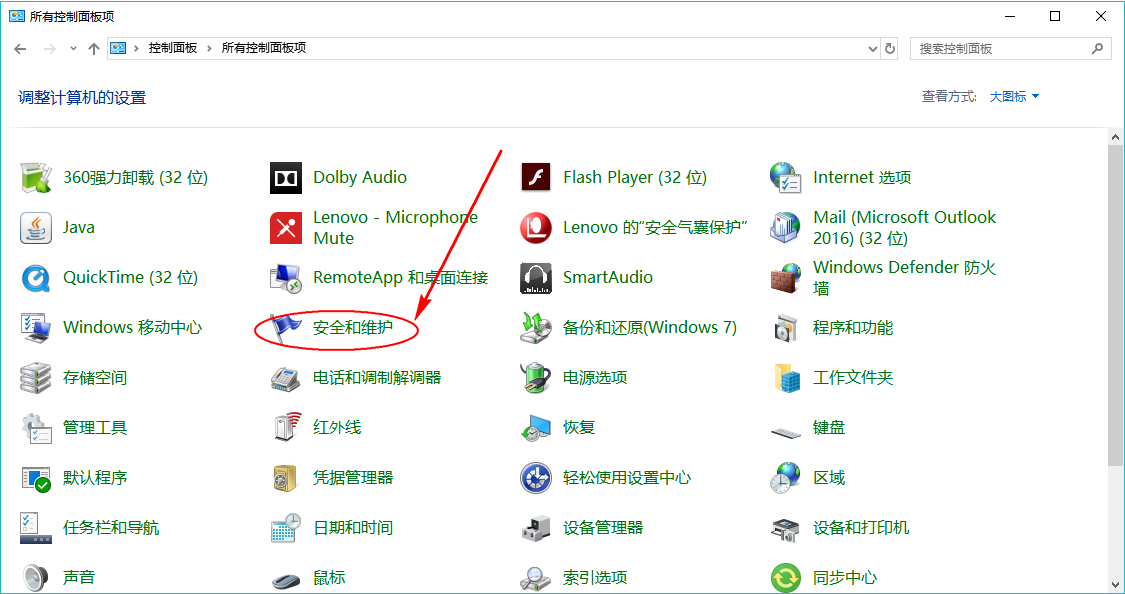 所有控制面板项
控制面板 所有控制面板项
搜索控制面板
调整计算机的设置
查看方式: 大图标
360强力卸载 (32 位)
Dolby Audio
Flash Player (32 位)
Internet 选项
Java
Lenovo - Microphone
Mute
Lenovo 的“安全气囊保护”
Mail (Microsoft Outlook
2016) (32 位)
QuickTime (32 位)
RemoteApp 和桌面连接
SmartAudio
Windows Defender 防火
墙
Windows 移动中心
安全和维护
备份和还原(Windows 7)
程序和功能
存储空间
电话和调制解调器
电源选项
工作文件夹
管理工具
红外线
恢复
键盘
默认程序
凭据管理器
轻松使用设置中心
区域
任务栏和导航
日期和时间
设备管理器
设备和打印机
声音
鼠标
索引选项
同步中心